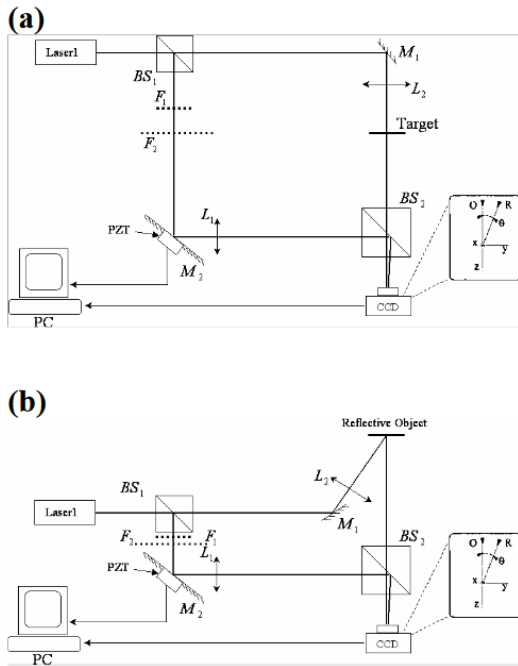 (a)
Laser1
BS1
M1
F1
L2
F2
Target
BS2
L1
PZT
M2
O R
θ
x y
z
CCD
PC
(b)
Reflective Object
L2
BS1
Laser1
M1
F2 F1
BS2
L1
PZT
M2
O R
θ
x y
z
CCD
PC